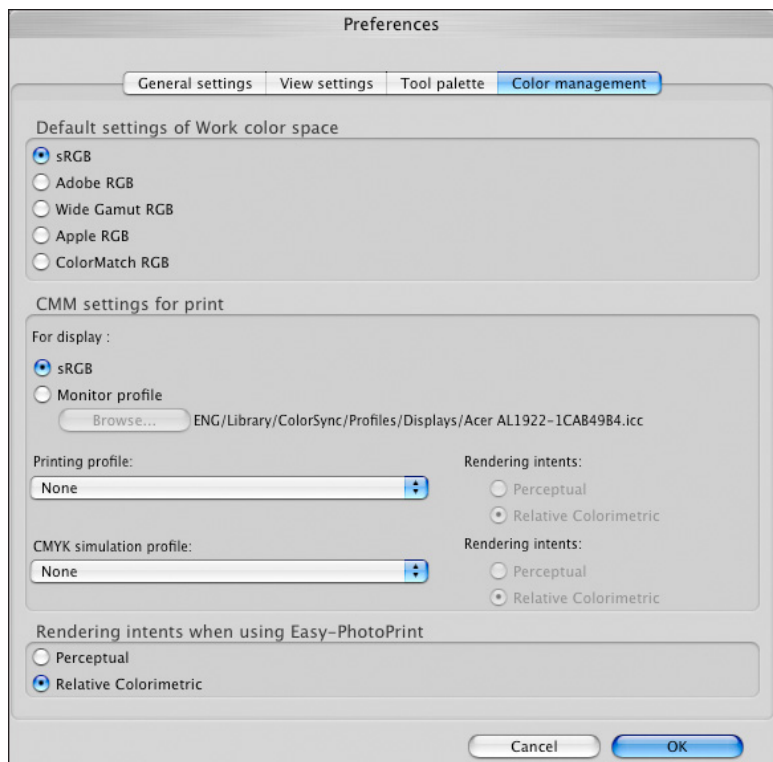 Preferences
General settings
View settings
Tool palette
Color management
Default settings of Work color space
sRGB
Adobe RGB
Wide Gamut RGB
Apple RGB
ColorMatch RGB
CMM settings for print
For display :
sRGB
Monitor profile
Browse... ENG/Library/ColorSync/Profiles/Displays/Acer AL1922-1CAB49B4.icc
Printing profile:
None
Rendering intents:
Perceptual
Relative Colorimetric
CMYK simulation profile:
None
Rendering intents:
Perceptual
Relative Colorimetric
Rendering intents when using Easy-PhotoPrint
Perceptual
Relative Colorimetric
Cancel
OK